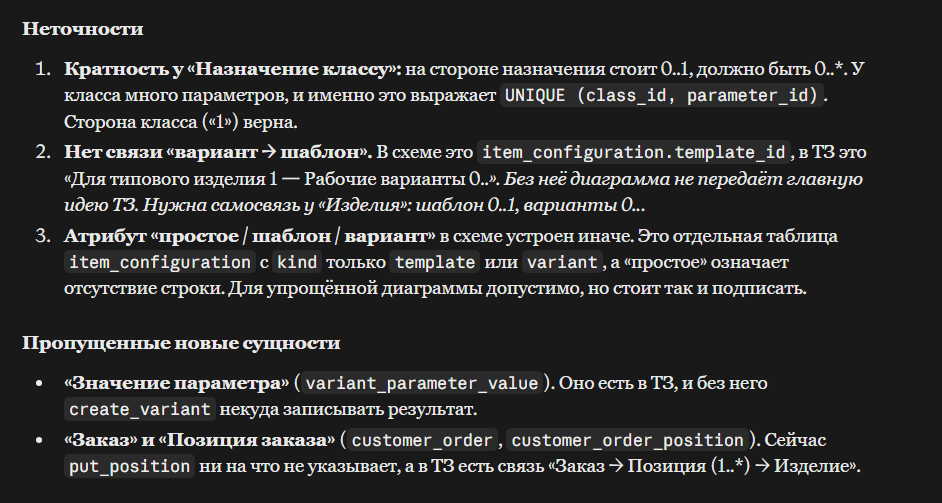 Неточности
1. Кратность у «Назначение классу»: на стороне назначения стоит 0..1, должно быть 0..*. У
класса много параметров, и именно это выражает UNIQUE (class_id, parameter_id).
Сторона класса («1») верна.
2. Нет связи «вариант → шаблон». В схеме это item_configuration.template_id, в ТЗ это
«Для типового изделия 1 — Рабочие варианты 0..». Без неё диаграмма не передаёт главную
идею ТЗ. Нужна самосвязь у «Изделия»: шаблон 0..1, варианты 0...
3. Атрибут «простое / шаблон / вариант» в схеме устроен иначе. Это отдельная таблица
item_configuration с kind только template или variant, а «простое» означает
отсутствие строки. Для упрощённой диаграммы допустимо, но стоит так и подписать.
Пропущенные новые сущности
• «Значение параметра» (variant_parameter_value). Оно есть в ТЗ, и без него
create_variant некуда записывать результат.
• «Заказ» и «Позиция заказа» (customer_order, customer_order_position). Сейчас
put_position ни на что не указывает, а в ТЗ есть связь «Заказ → Позиция (1..*) → Изделие».